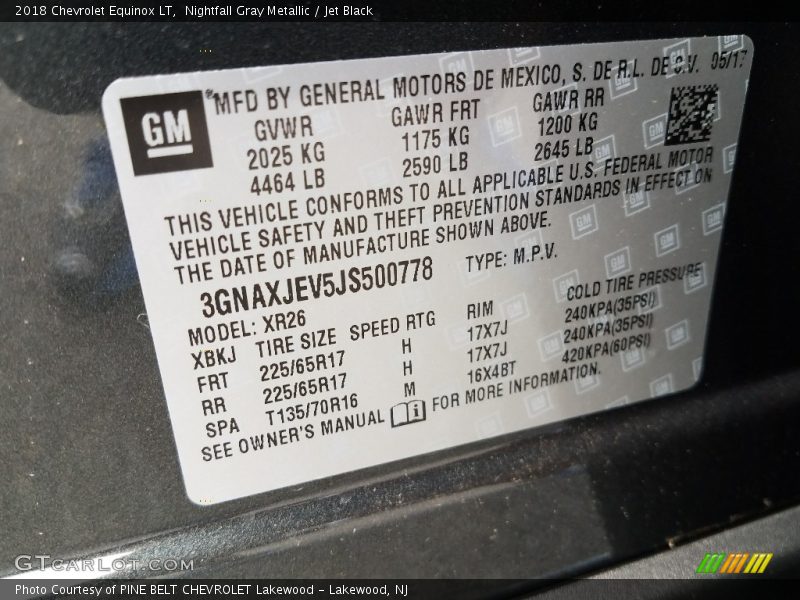 2018 Chevrolet Equinox LT, Nightfall Gray Metallic / Jet Black
GM
®MFD BY GENERAL MOTORS DE MEXICO, S. DE R.L. DE C.V. 05/17
GVWR GAWR FRT GAWR RR
2025 KG 1175 KG 1200 KG
4464 LB 2590 LB 2645 LB
THIS VEHICLE CONFORMS TO ALL APPLICABLE U.S. FEDERAL MOTOR
VEHICLE SAFETY AND THEFT PREVENTION STANDARDS IN EFFECT ON
THE DATE OF MANUFACTURE SHOWN ABOVE.
3GNAXJEV5JS500778 TYPE: M.P.V.
MODEL: XR26
XBKJ TIRE SIZE SPEED RTG RIM COLD TIRE PRESSURE
FRT 225/65R17 H 17X7J 240KPA(35PSI)
RR 225/65R17 H 17X7J 240KPA(35PSI)
SPA T135/70R16 M 16X4BT 420KPA(60PSI)
SEE OWNER'S MANUAL FOR MORE INFORMATION.
GTCARLOT.COM
Photo Courtesy of PINE BELT CHEVROLET Lakewood - Lakewood, NJ